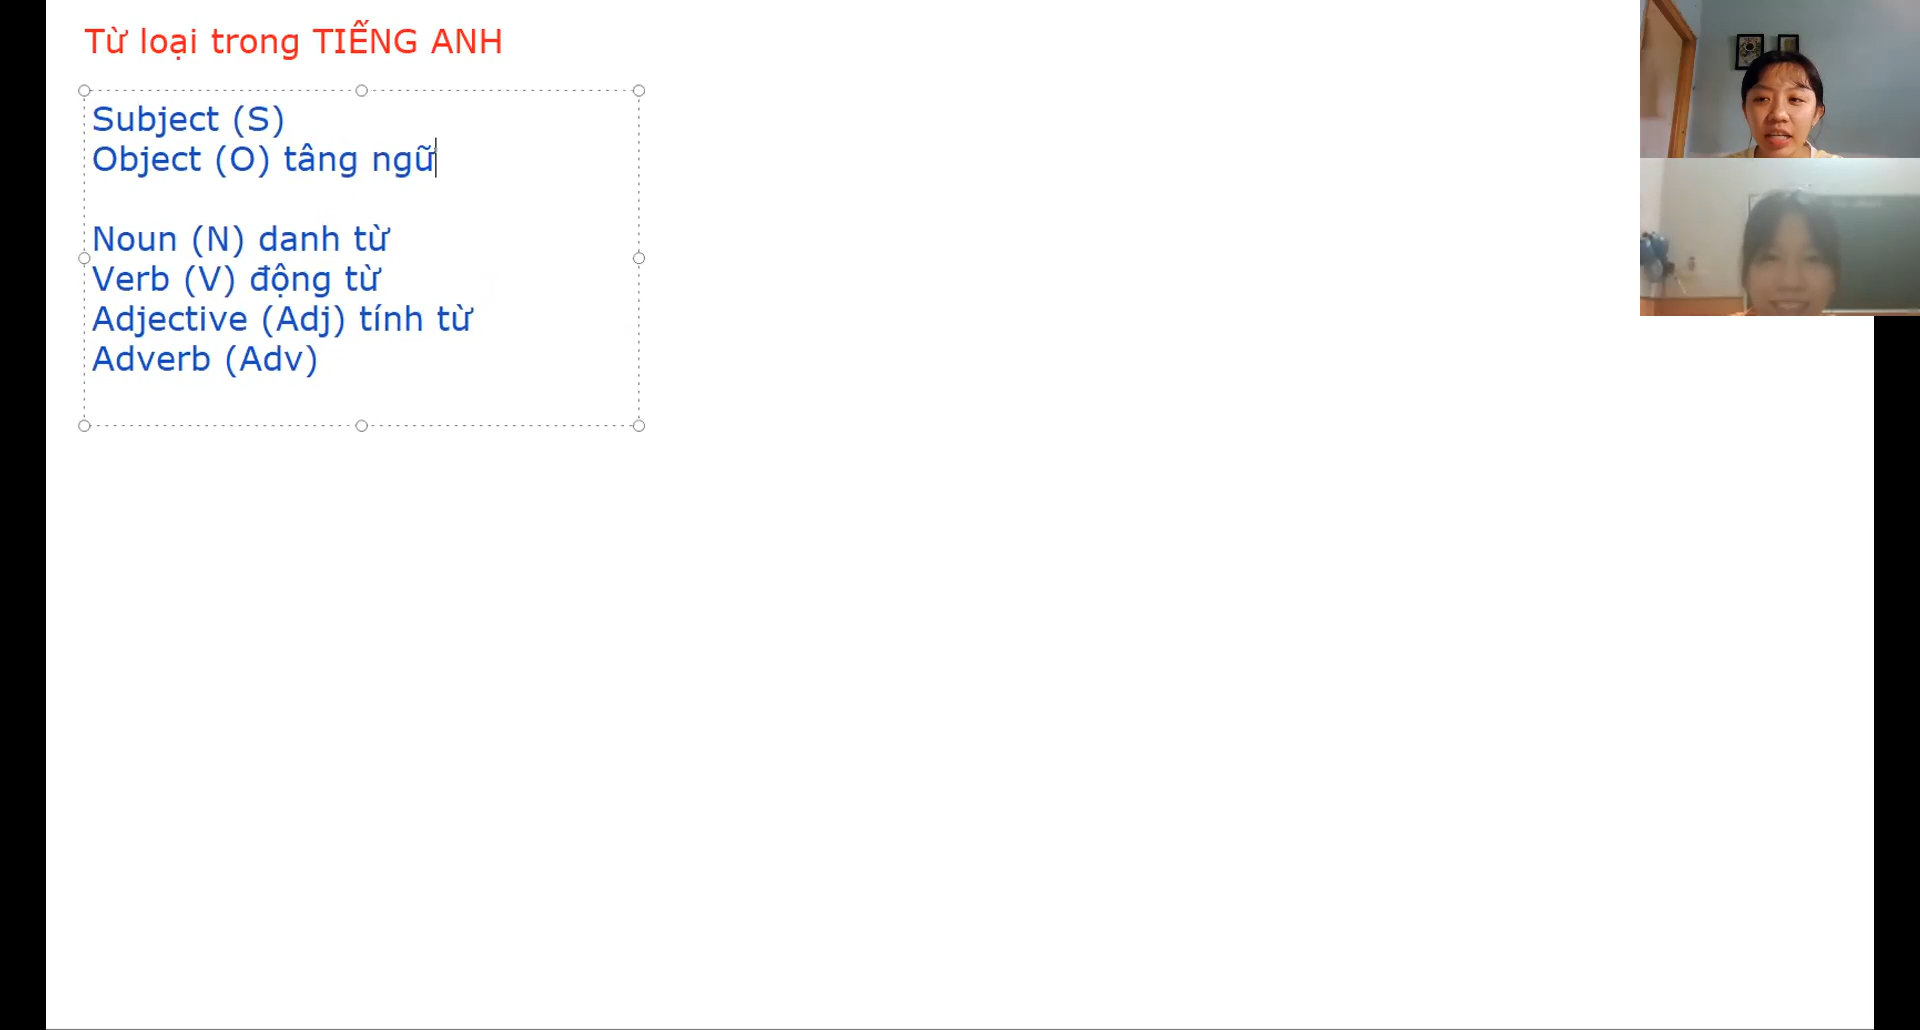 Từ loại trong TIẾNG ANH
Subject (S)
Object (O) tâng ngữ
Noun (N) danh từ
Verb (V) động từ
Adjective (Adj) tính từ
Adverb (Adv)